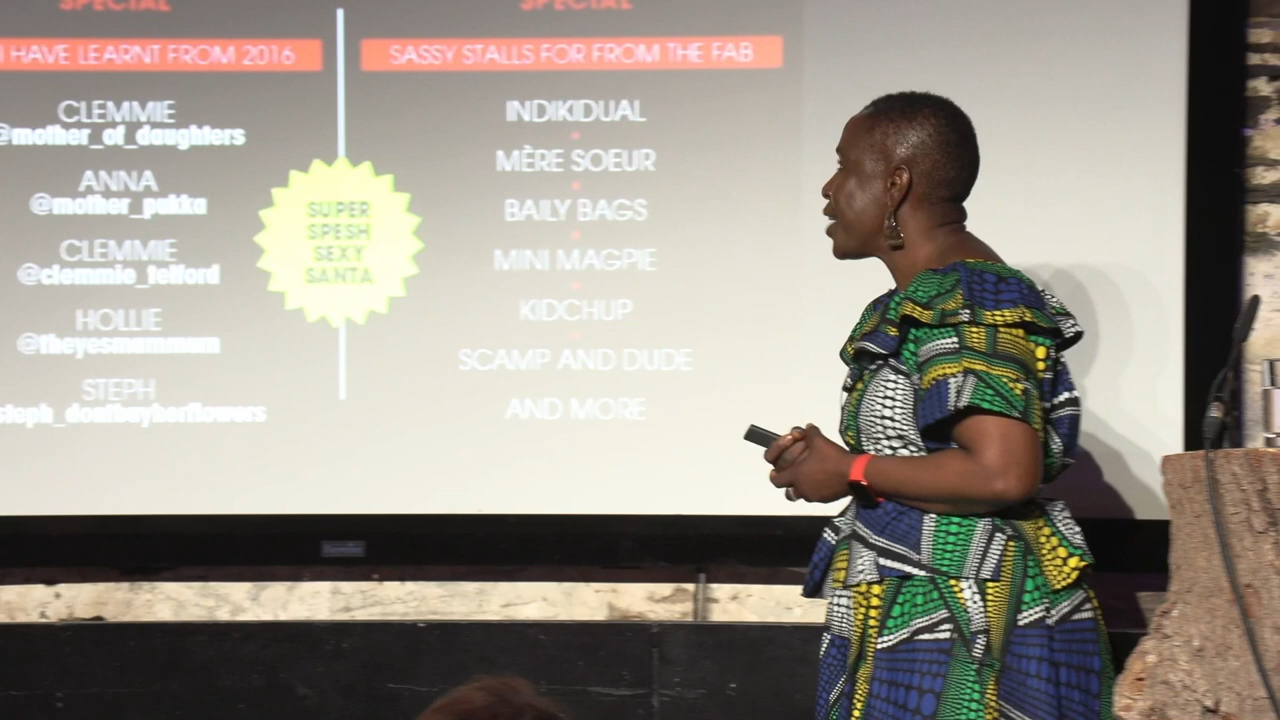 SPECIAL
I HAVE LEARNT FROM 2016
CLEMMIE
@mother_of_daughters
ANNA
@mother_pukka
CLEMMIE
@clemmie_telford
HOLLIE
@theyesmammam
STEPH
steph_dontbuyherflowers
SUPER
SPESH
SEXY
SANTA
SPECIAL
SASSY STALLS FOR FROM THE FAB
INDIKIDUAL
MÈRE SOEUR
BAILY BAGS
MINI MAGPIE
KIDCHUP
SCAMP AND DUDE
AND MORE